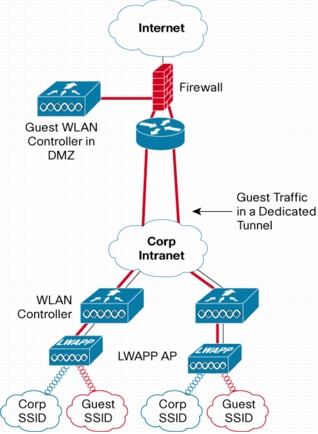 Internet
Firewall
Guest WLAN
Controller in
DMZ
Guest Traffic
in a Dedicated
Tunnel
Corp
Intranet
WLAN
Controller
LWAPP
LWAPP AP
LWAPP
Corp
SSID
Guest
SSID
Corp
SSID
Guest
SSID